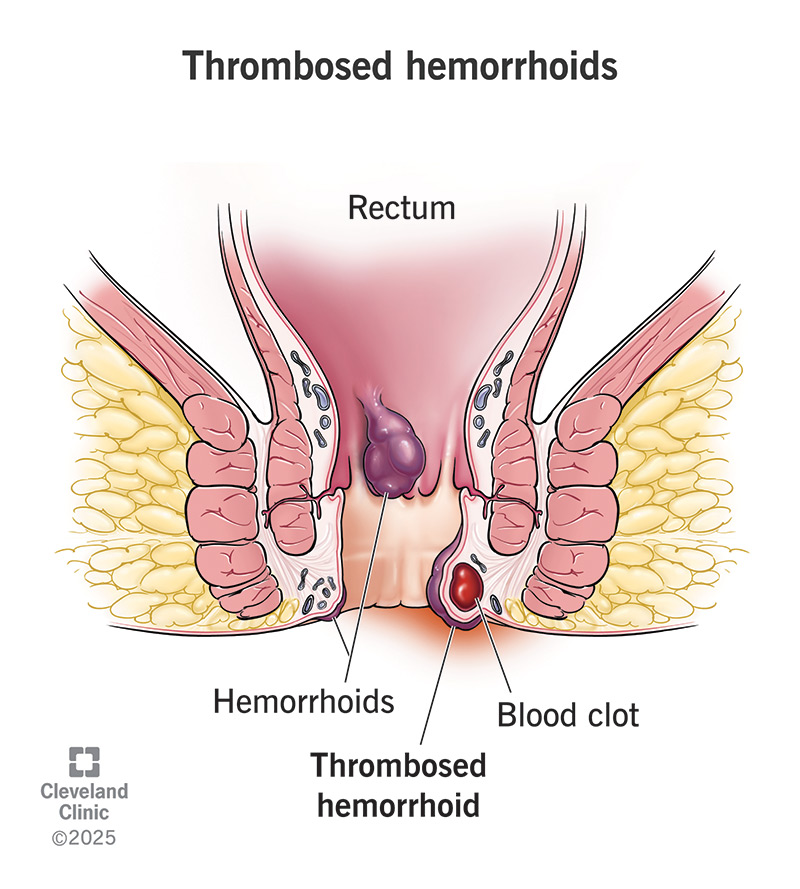 Thrombosed hemorrhoids
Rectum
Hemorrhoids
Blood clot
Thrombosed
hemorrhoid
Cleveland
Clinic
©2025